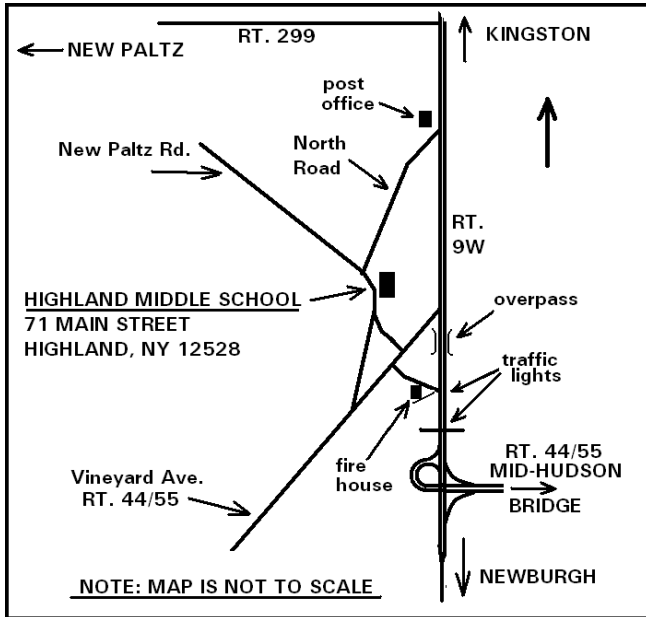 RT. 299
KINGSTON
NEW PALTZ
post
office
New Paltz Rd.
North
Road
RT.
9W
HIGHLAND MIDDLE SCHOOL
71 MAIN STREET
HIGHLAND, NY 12528
overpass
traffic
lights
fire
house
Vineyard Ave.
RT. 44/55
RT. 44/55
MID-HUDSON
BRIDGE
NEWBURGH
NOTE: MAP IS NOT TO SCALE